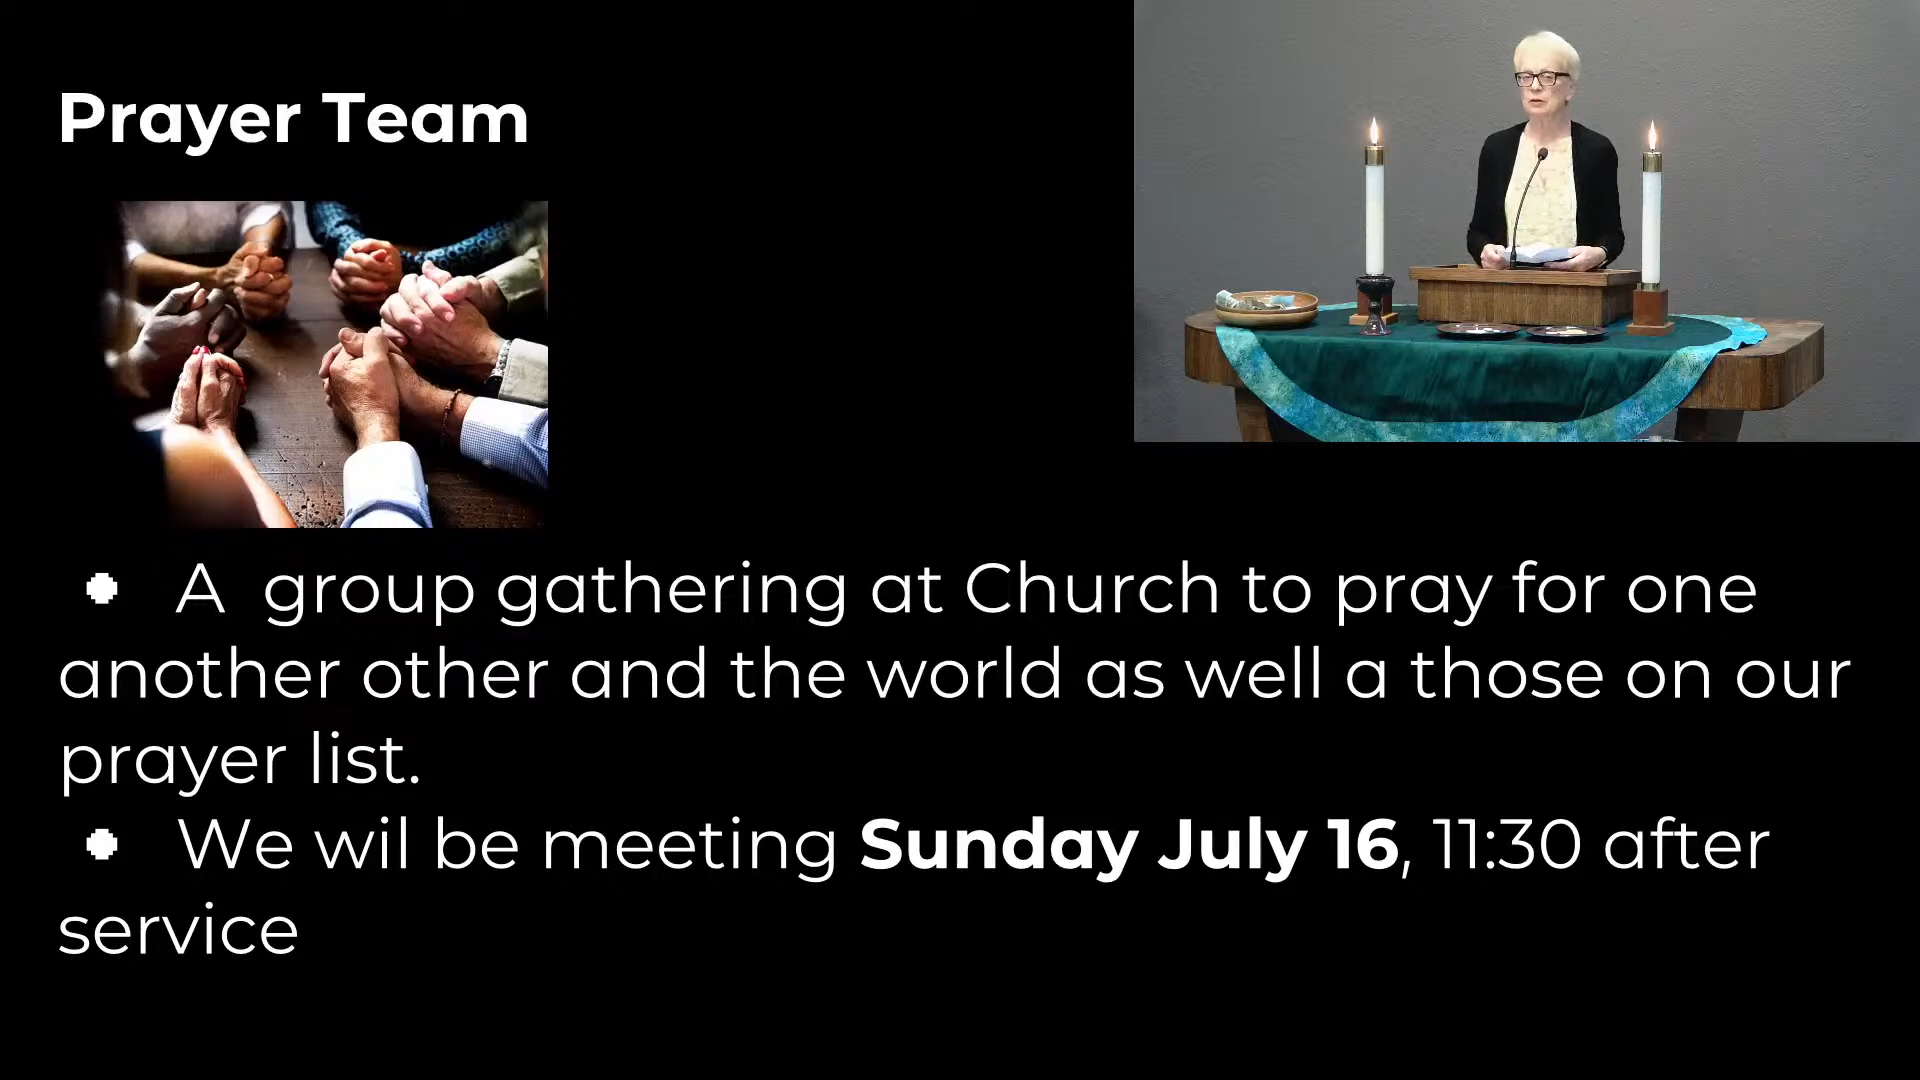 Prayer Team
• A  group gathering at Church to pray for one
another other and the world as well a those on our
prayer list.
• We wil be meeting Sunday July 16, 11:30 after
service